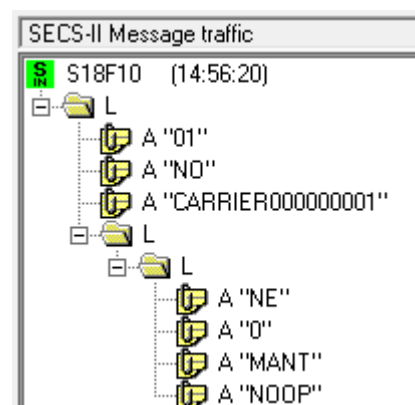 SECS-II Message traffic
S IN S18F10 (14:56:20)
L
A "01"
A "NO"
A "CARRIER000000001"
L
L
A "NE"
A "0"
A "MANT"
A "NOOP"